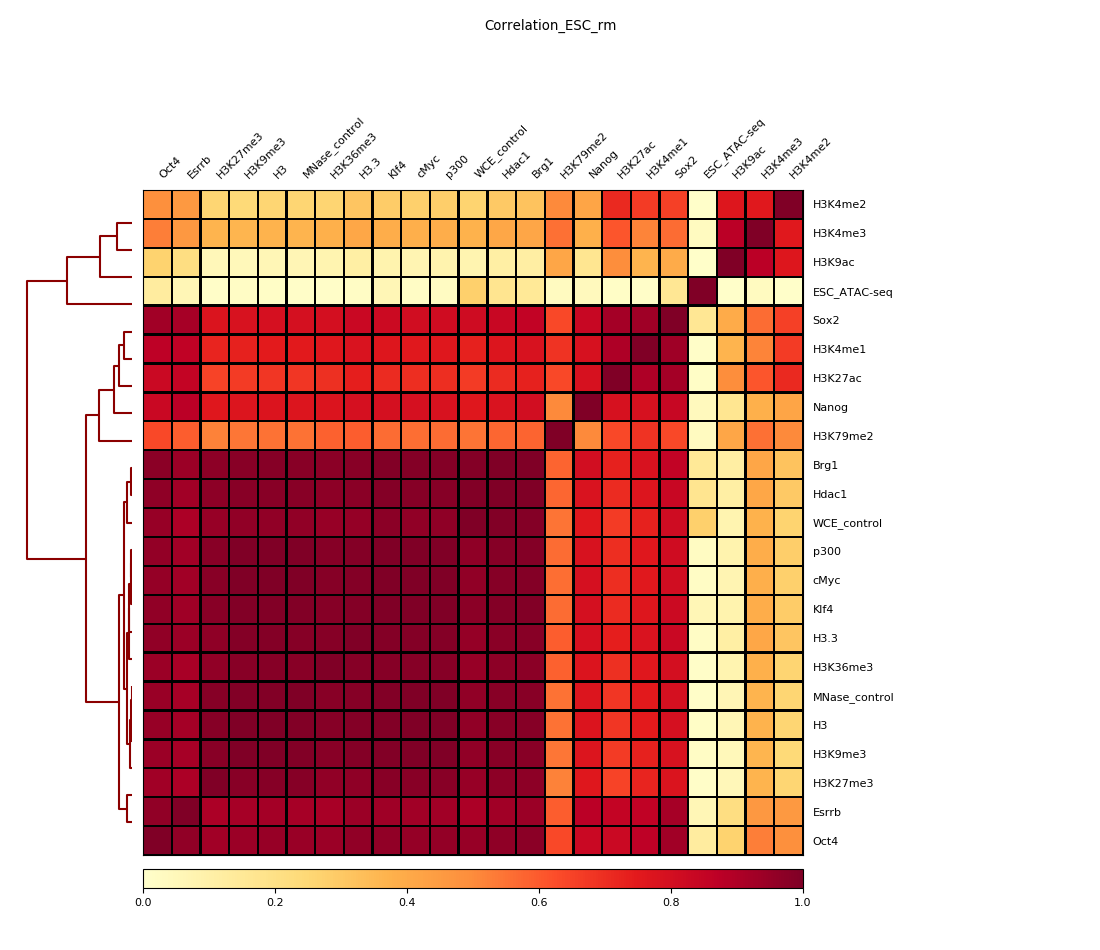 Correlation_ESC_rm
Oct4
Esrrb
H3K27me3
H3K9me3
H3
MNase_control
H3K36me3
H3.3
Klf4
cMyc
p300
WCE_control
Hdac1
Brg1
H3K79me2
Nanog
H3K27ac
H3K4me1
Sox2
ESC_ATAC-seq
H3K9ac
H3K4me3
H3K4me2
H3K4me2
H3K4me3
H3K9ac
ESC_ATAC-seq
Sox2
H3K4me1
H3K27ac
Nanog
H3K79me2
Brg1
Hdac1
WCE_control
p300
cMyc
Klf4
H3.3
H3K36me3
MNase_control
H3
H3K9me3
H3K27me3
Esrrb
Oct4
0.0 0.2 0.4 0.6 0.8 1.0